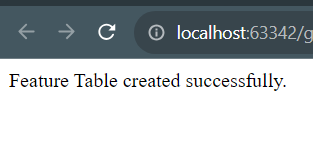 localhost:63342/g
Feature Table created successfully.